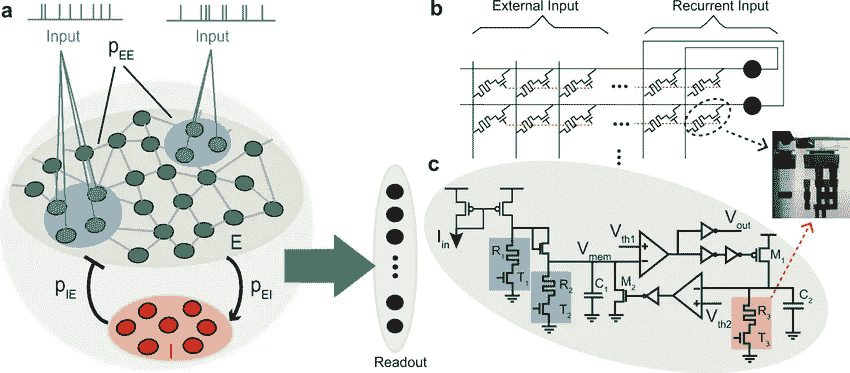 a
Input
Input
pEE
E
pIE
pEI
I
Readout
b
External Input
Recurrent Input
c
Iin
R1
T1
R2
T2
Vmem
C1
M2
Vth1
Vout
M1
Vth2
R3
T3
C2